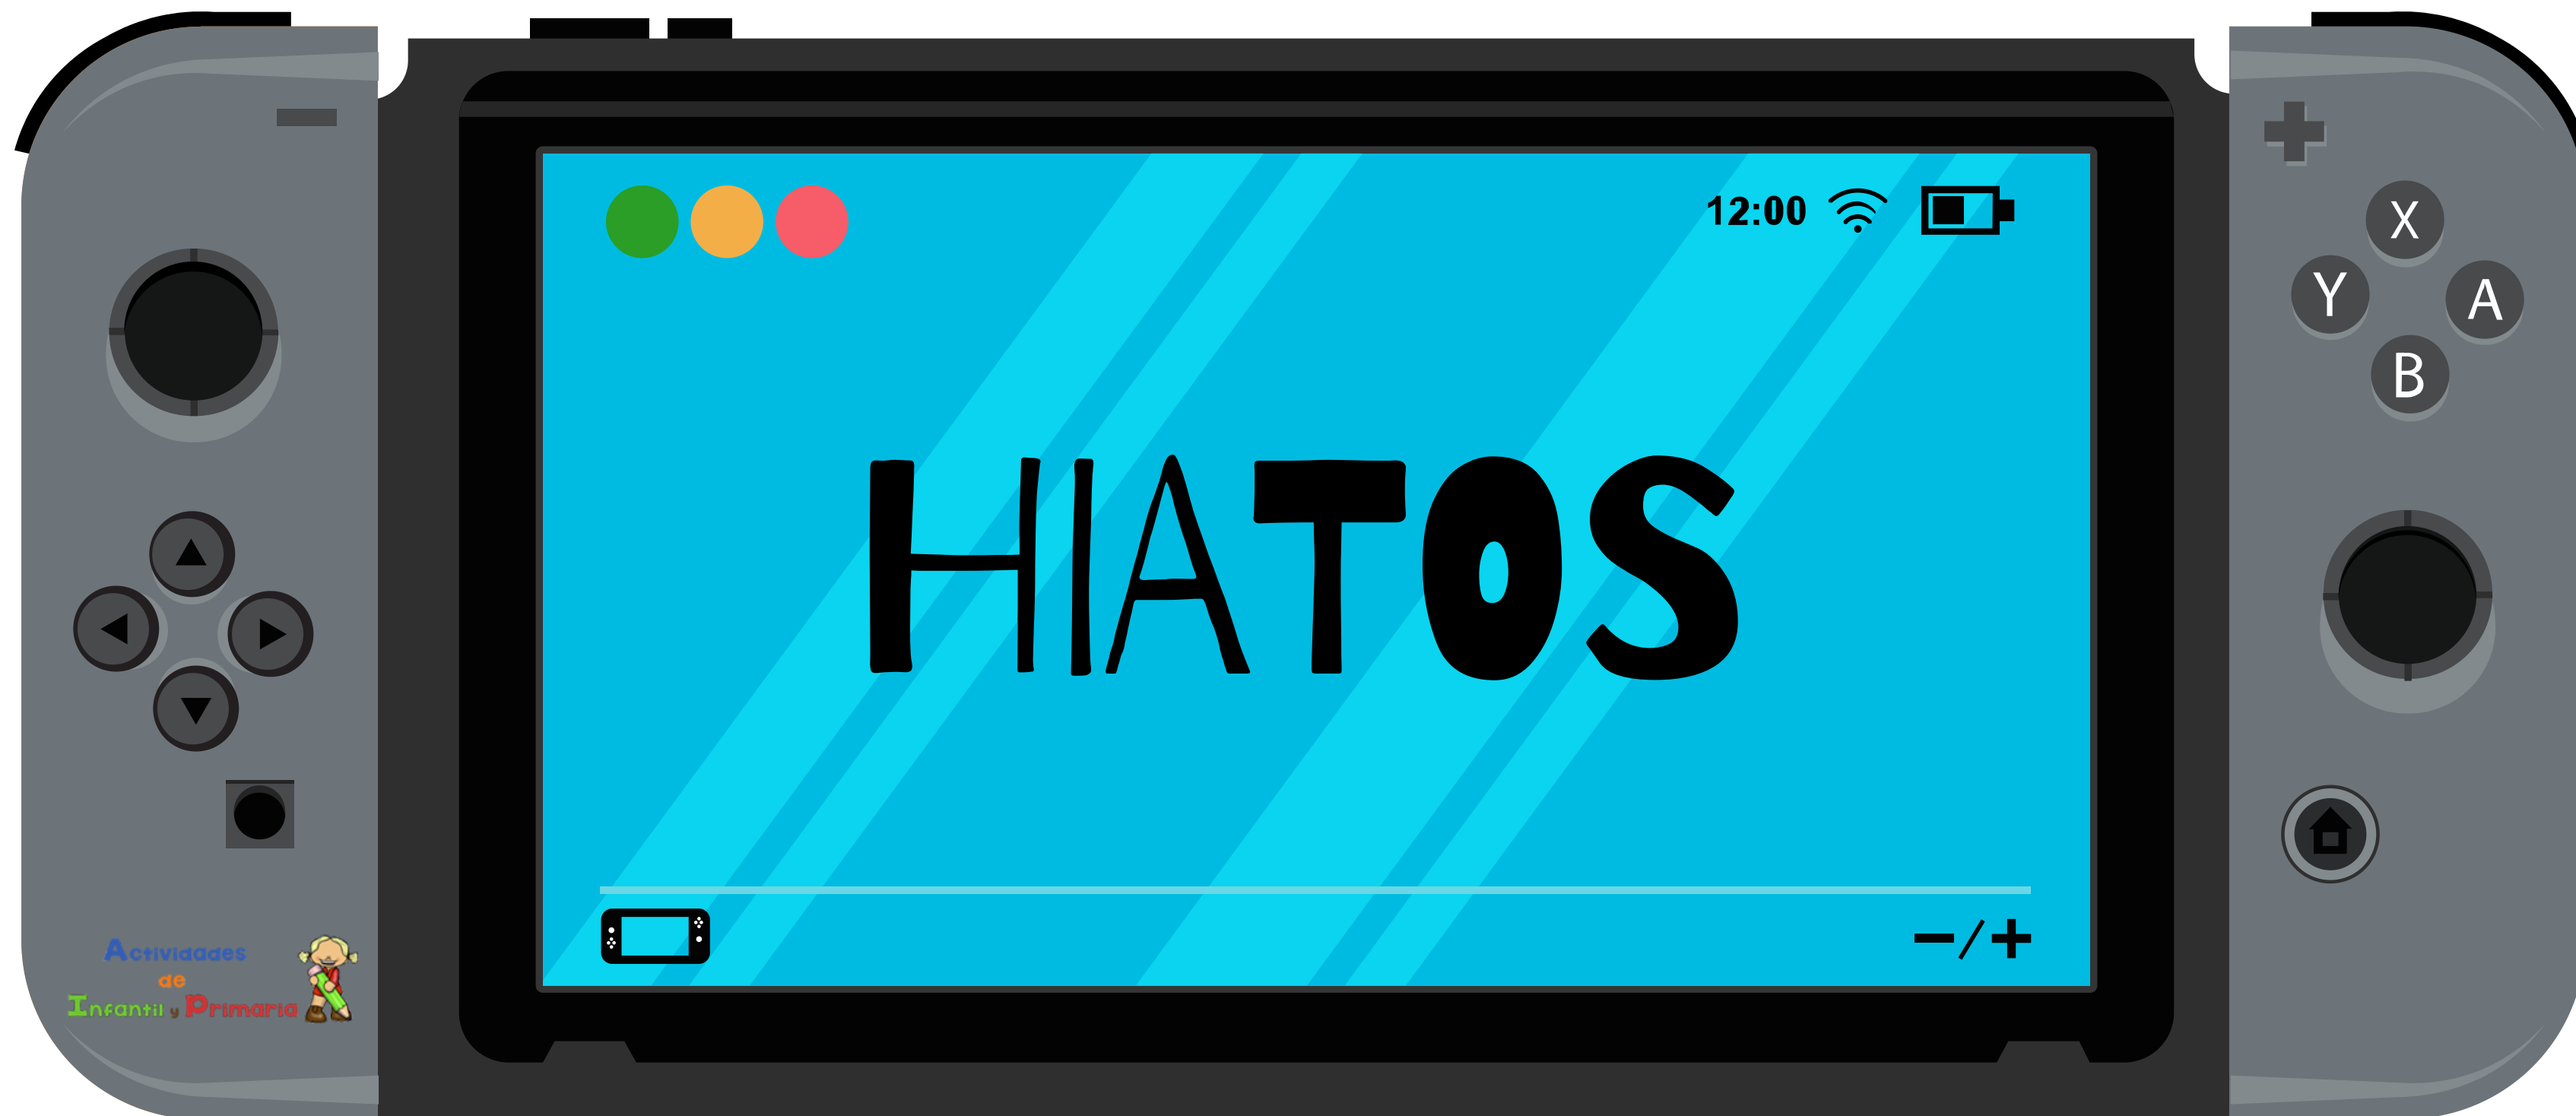 12:00
HIATOS
-/+
X
Y
A
B
Actividades
de
Infantil y Primaria